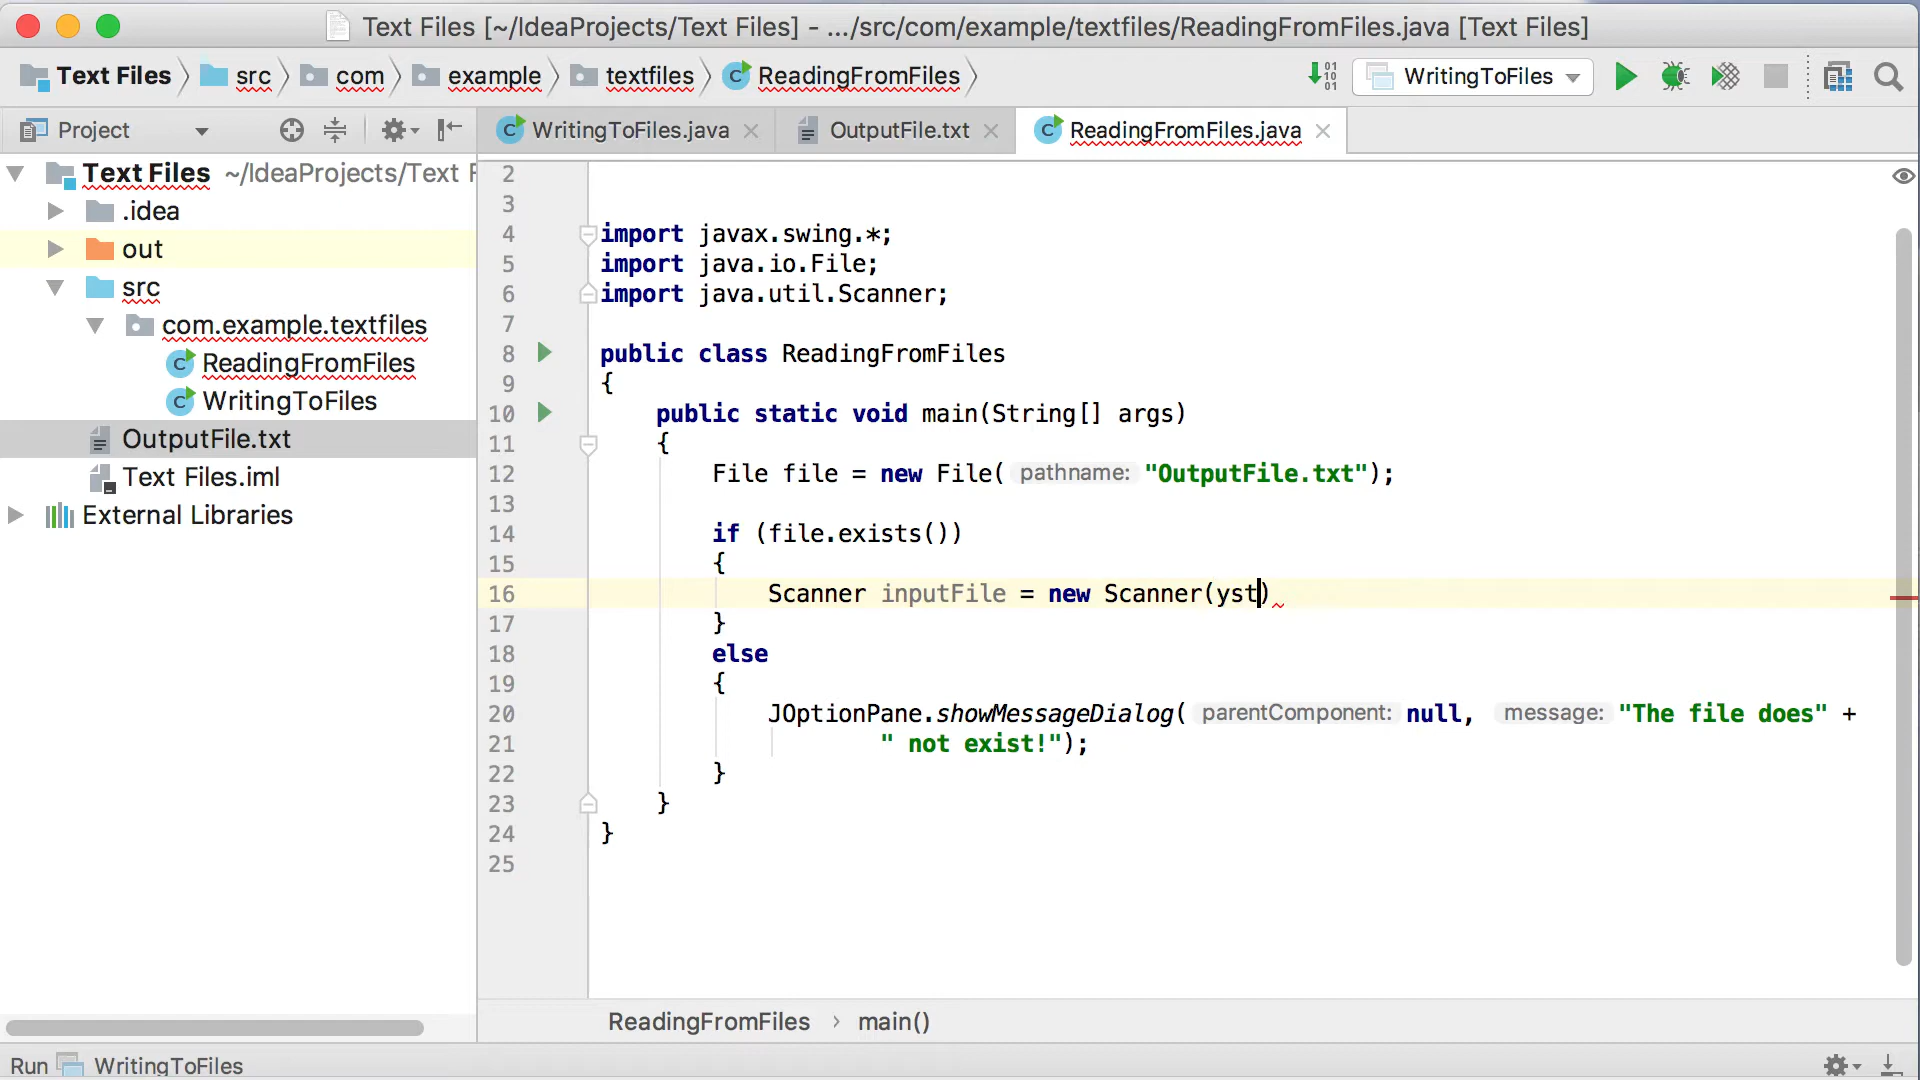 Text Files [~/IdeaProjects/Text Files] - .../src/com/example/textfiles/ReadingFromFiles.java [Text Files]
Text Files src com example textfiles ReadingFromFiles WritingToFiles
Project WritingToFiles.java OutputFile.txt ReadingFromFiles.java
Text Files ~/IdeaProjects/Text F
.idea
out
src
com.example.textfiles
ReadingFromFiles
WritingToFiles
OutputFile.txt
Text Files.iml
External Libraries
2
3
4 import javax.swing.*;
5 import java.io.File;
6 import java.util.Scanner;
7
8 public class ReadingFromFiles
9 {
10 public static void main(String[] args)
11 {
12 File file = new File( pathname: "OutputFile.txt");
13
14 if (file.exists())
15 {
16 Scanner inputFile = new Scanner(yst)
17 }
18 else
19 {
20 JOptionPane.showMessageDialog( parentComponent: null, message: "The file does" +
21 " not exist!");
22 }
23 }
24 }
25
ReadingFromFiles › main()
Run WritingToFiles